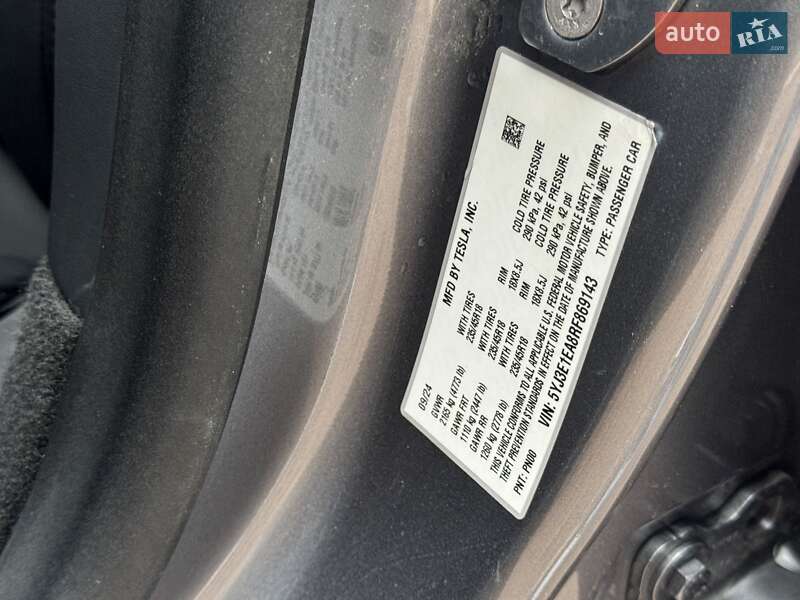 auto RIA
MFD BY TESLA, INC.
09/24
GVWR
2165 kg (4773 lb)
GAWR FRT
1110 kg (2447 lb)
WITH TIRES
235/45R18
RIM
18X8.5J
COLD TIRE PRESSURE
290 kPa, 42 psi
GAWR RR
1260 kg (2778 lb)
WITH TIRES
235/45R18
RIM
18X8.5J
COLD TIRE PRESSURE
290 kPa, 42 psi
235/45R18
THIS VEHICLE CONFORMS TO ALL APPLICABLE U.S. FEDERAL MOTOR VEHICLE SAFETY, BUMPER, AND
THEFT PREVENTION STANDARDS IN EFFECT ON THE DATE OF MANUFACTURE SHOWN ABOVE.
VIN: 5YJ3E1EA8RF869143
TYPE: PASSENGER CAR
PNT: PN00